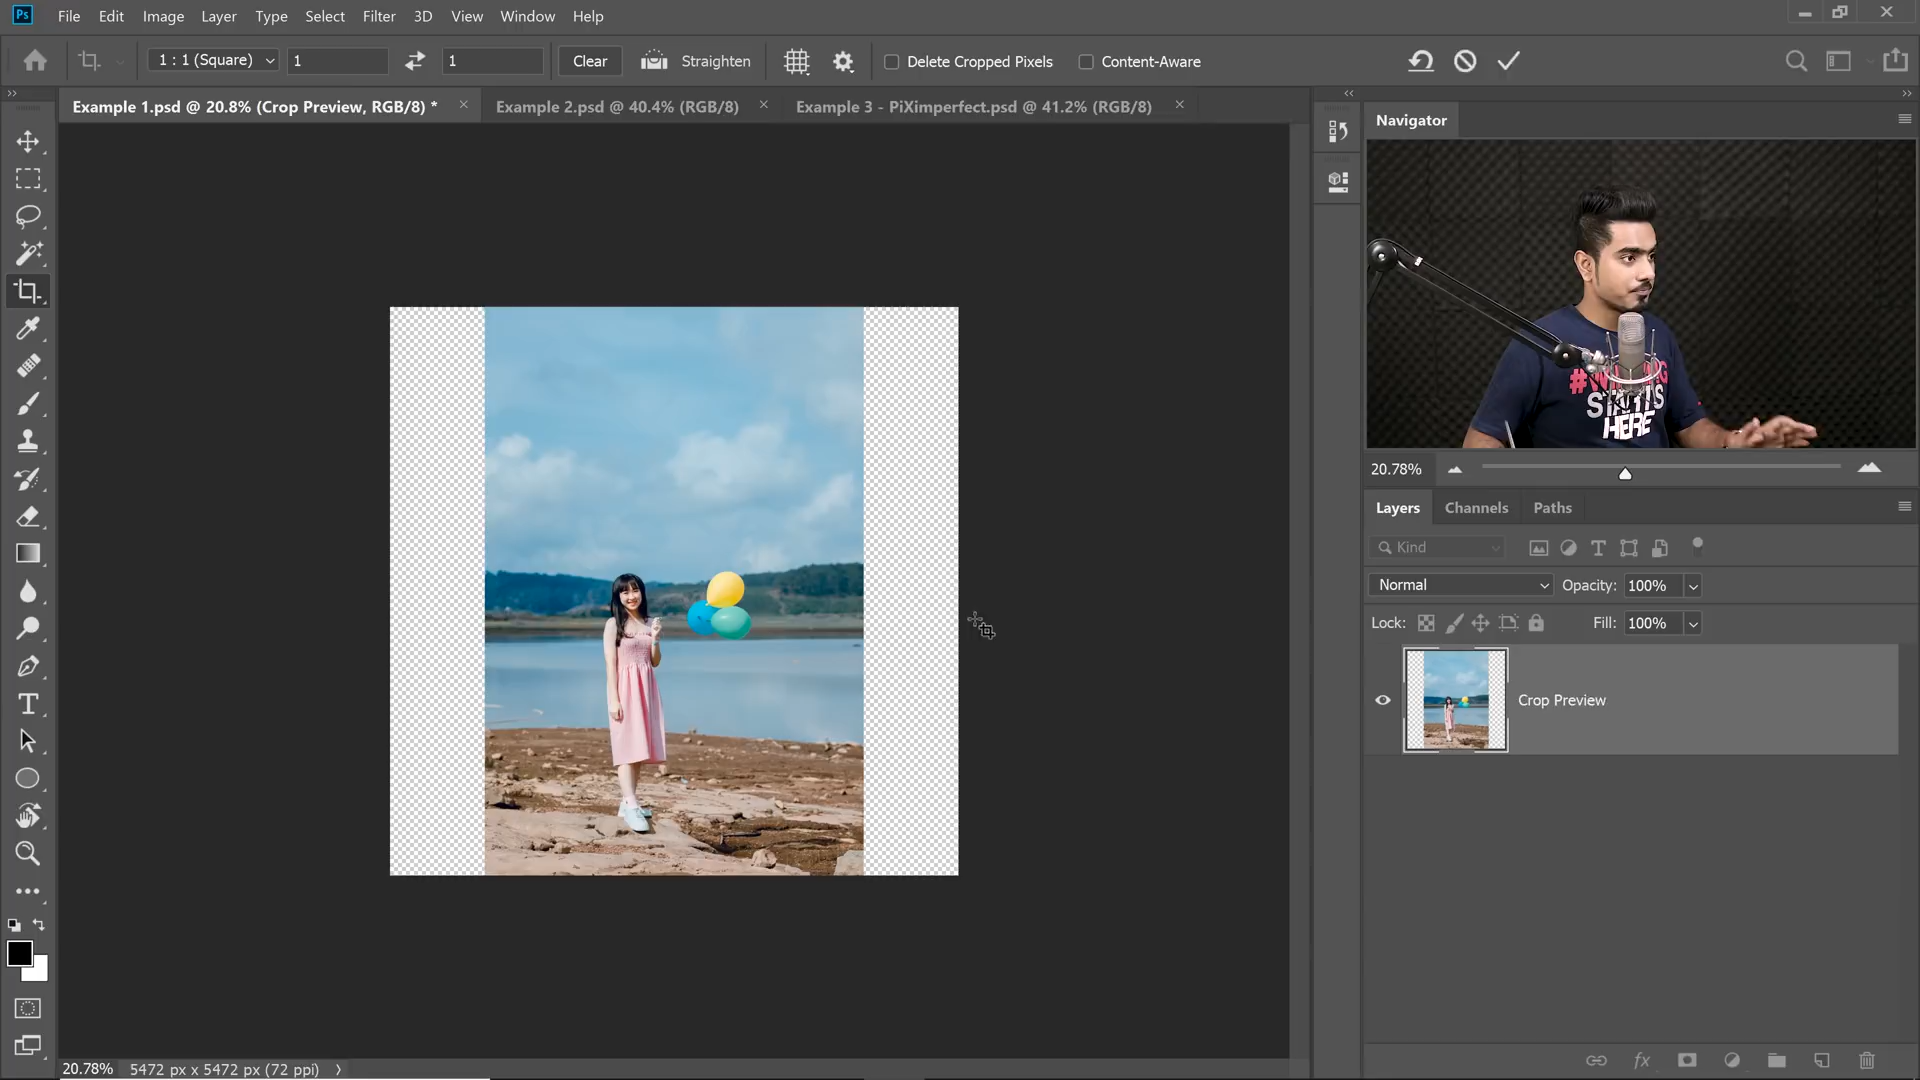 Ps File Edit Image Layer Type Select Filter 3D View Window Help
1 : 1 (Square) 1 1 Clear Straighten Delete Cropped Pixels Content-Aware
Example 1.psd @ 20.8% (Crop Preview, RGB/8) * Example 2.psd @ 40.4% (RGB/8) Example 3 - PiXimperfect.psd @ 41.2% (RGB/8)
Navigator
STARTS
HERE
20.78%
Layers Channels Paths
Kind
Normal Opacity: 100%
Lock: Fill: 100%
Crop Preview
fx
20.78% 5472 px x 5472 px (72 ppi)